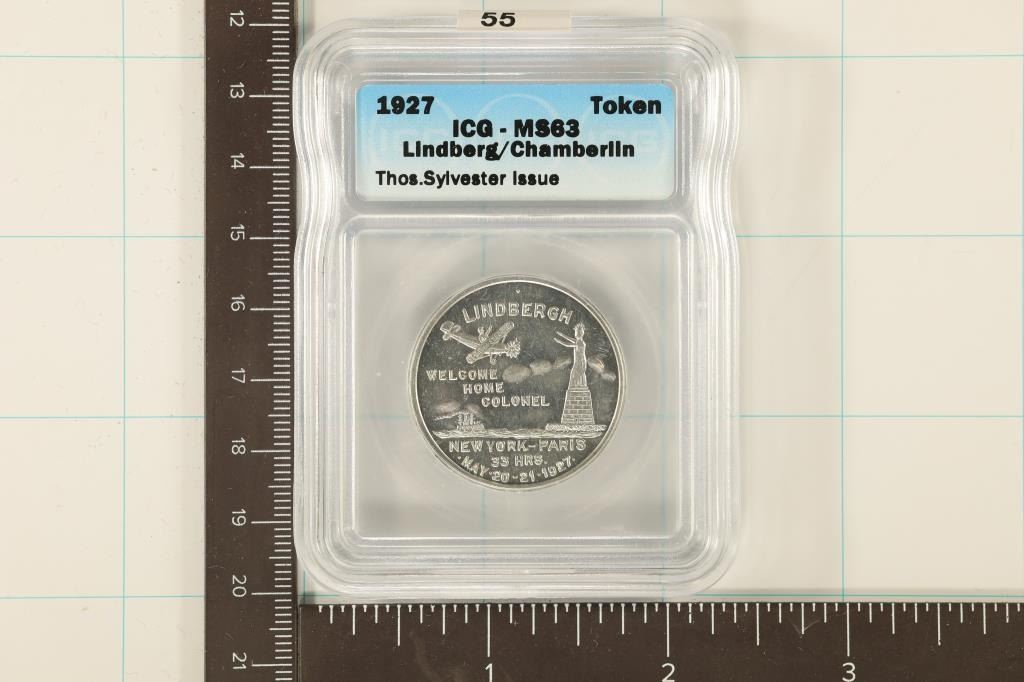 55
1927 Token
ICG - MS63
Lindberg/Chamberlin
Thos.Sylvester Issue
LINDBERGH
WELCOME
HOME
COLONEL
NEW YORK-PARIS
33 HRS.
·MAY·20-21-1927·
12
13
14
15
16
17
18
19
20
21
1 2 3